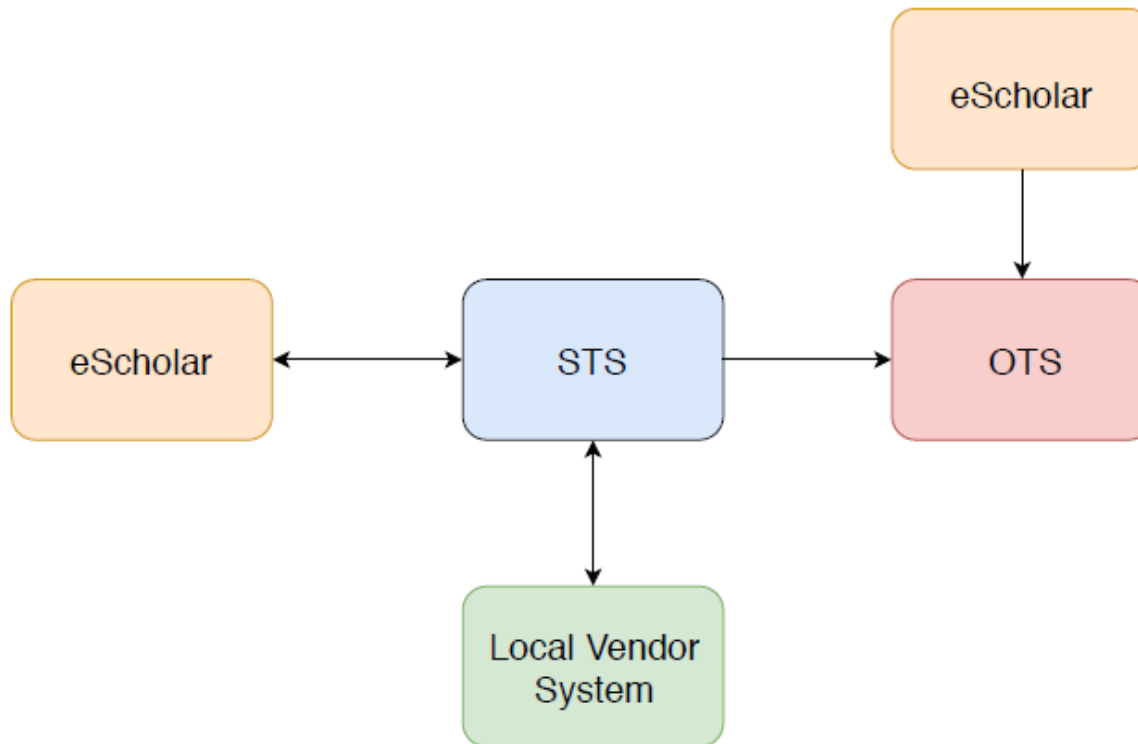 eScholar
eScholar
STS
OTS
Local Vendor
System